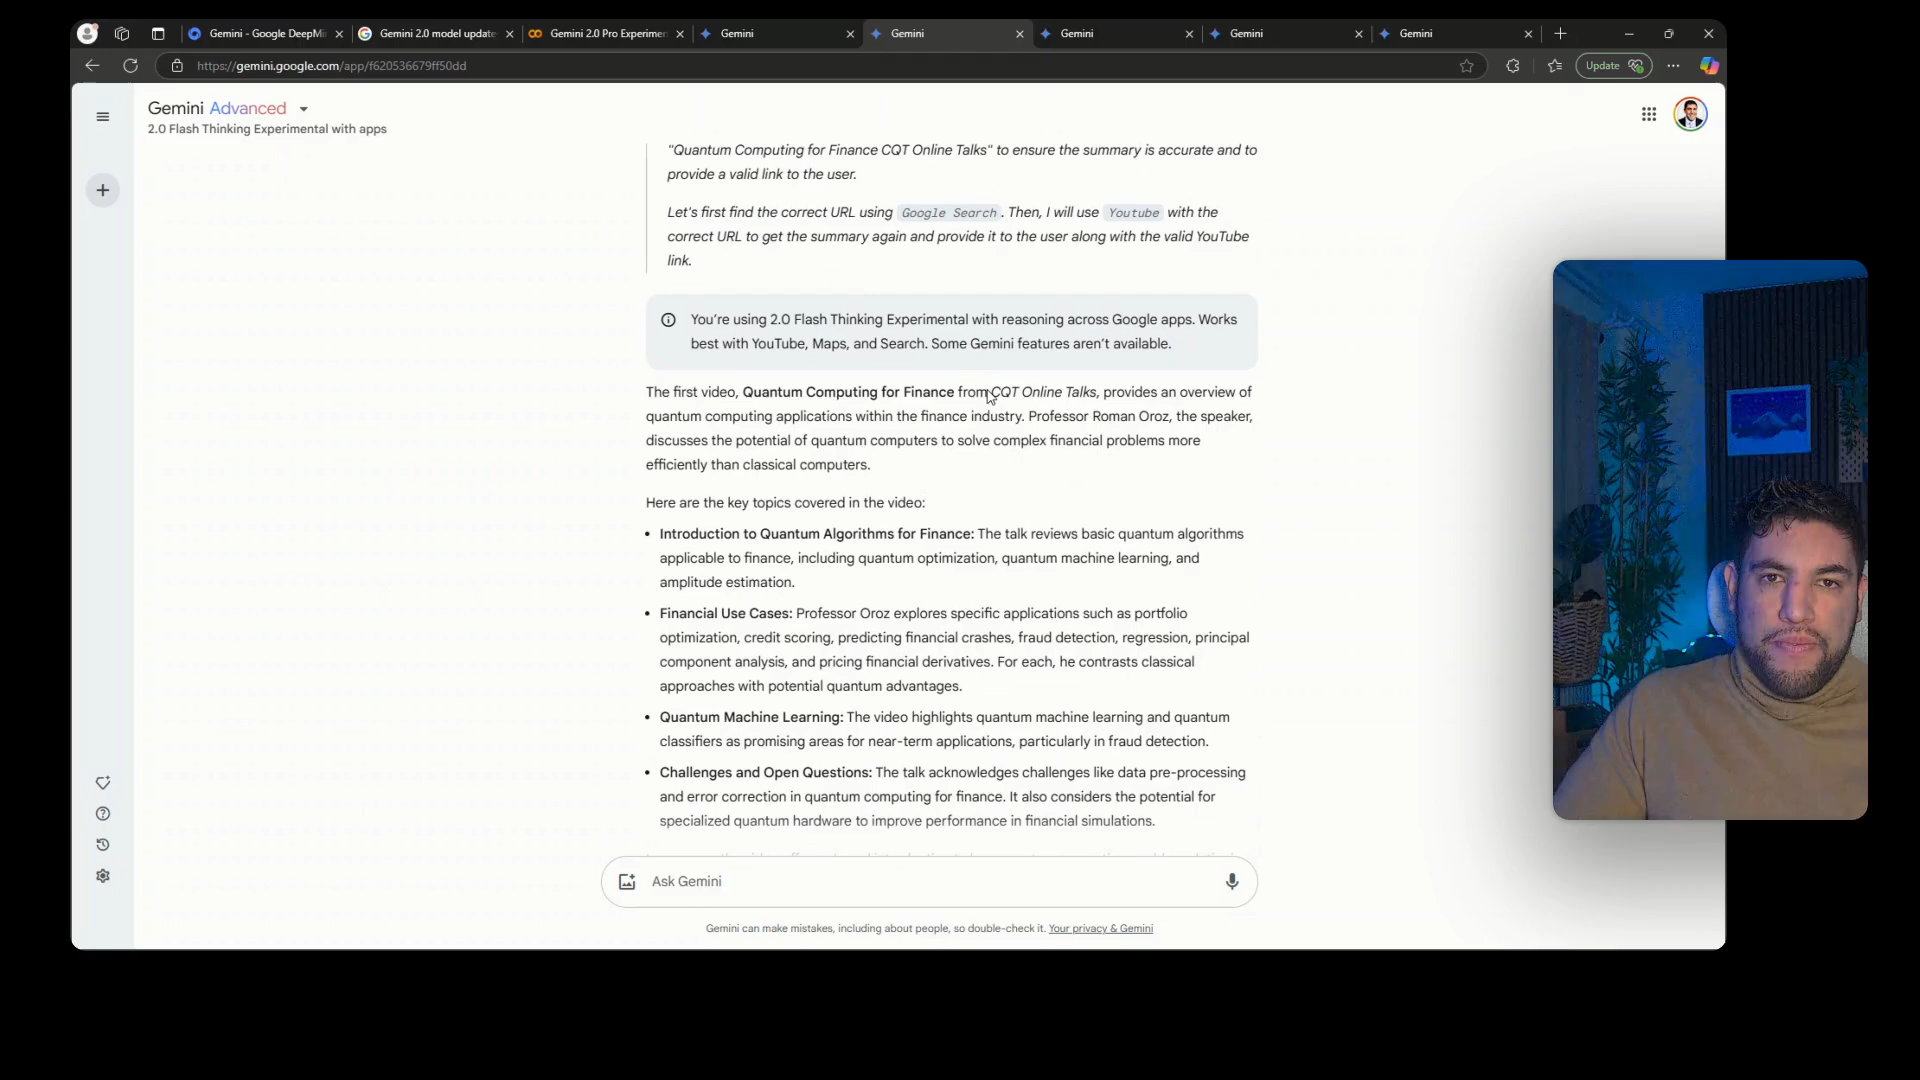 Gemini - Google DeepMi
Gemini 2.0 model update
Gemini 2.0 Pro Experimen
Gemini
Gemini
Gemini
Gemini
Gemini
https://gemini.google.com/app/f620536679ff50dd
Update
Gemini Advanced
2.0 Flash Thinking Experimental with apps
"Quantum Computing for Finance CQT Online Talks" to ensure the summary is accurate and to
provide a valid link to the user.
Let's first find the correct URL using Google Search. Then, I will use Youtube with the
correct URL to get the summary again and provide it to the user along with the valid YouTube
link.
You're using 2.0 Flash Thinking Experimental with reasoning across Google apps. Works
best with YouTube, Maps, and Search. Some Gemini features aren't available.
The first video, Quantum Computing for Finance from CQT Online Talks, provides an overview of
quantum computing applications within the finance industry. Professor Roman Oroz, the speaker,
discusses the potential of quantum computers to solve complex financial problems more
efficiently than classical computers.
Here are the key topics covered in the video:
• Introduction to Quantum Algorithms for Finance: The talk reviews basic quantum algorithms
applicable to finance, including quantum optimization, quantum machine learning, and
amplitude estimation.
• Financial Use Cases: Professor Oroz explores specific applications such as portfolio
optimization, credit scoring, predicting financial crashes, fraud detection, regression, principal
component analysis, and pricing financial derivatives. For each, he contrasts classical
approaches with potential quantum advantages.
• Quantum Machine Learning: The video highlights quantum machine learning and quantum
classifiers as promising areas for near-term applications, particularly in fraud detection.
• Challenges and Open Questions: The talk acknowledges challenges like data pre-processing
and error correction in quantum computing for finance. It also considers the potential for
specialized quantum hardware to improve performance in financial simulations.
Ask Gemini
Gemini can make mistakes, including about people, so double-check it. Your privacy & Gemini